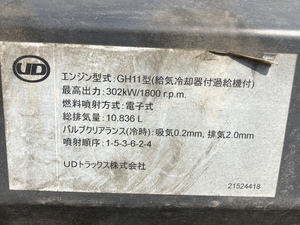 UD
エンジン型式:GH11型(給気冷却器付過給機付)
最高出力:302kW/1800 r.p.m.
燃料噴射方式:電子式
総排気量:10.836 L
バルブクリアランス(冷時):吸気0.2mm, 排気2.0mm
噴射順序:1-5-3-6-2-4
UDトラックス株式会社
21524418